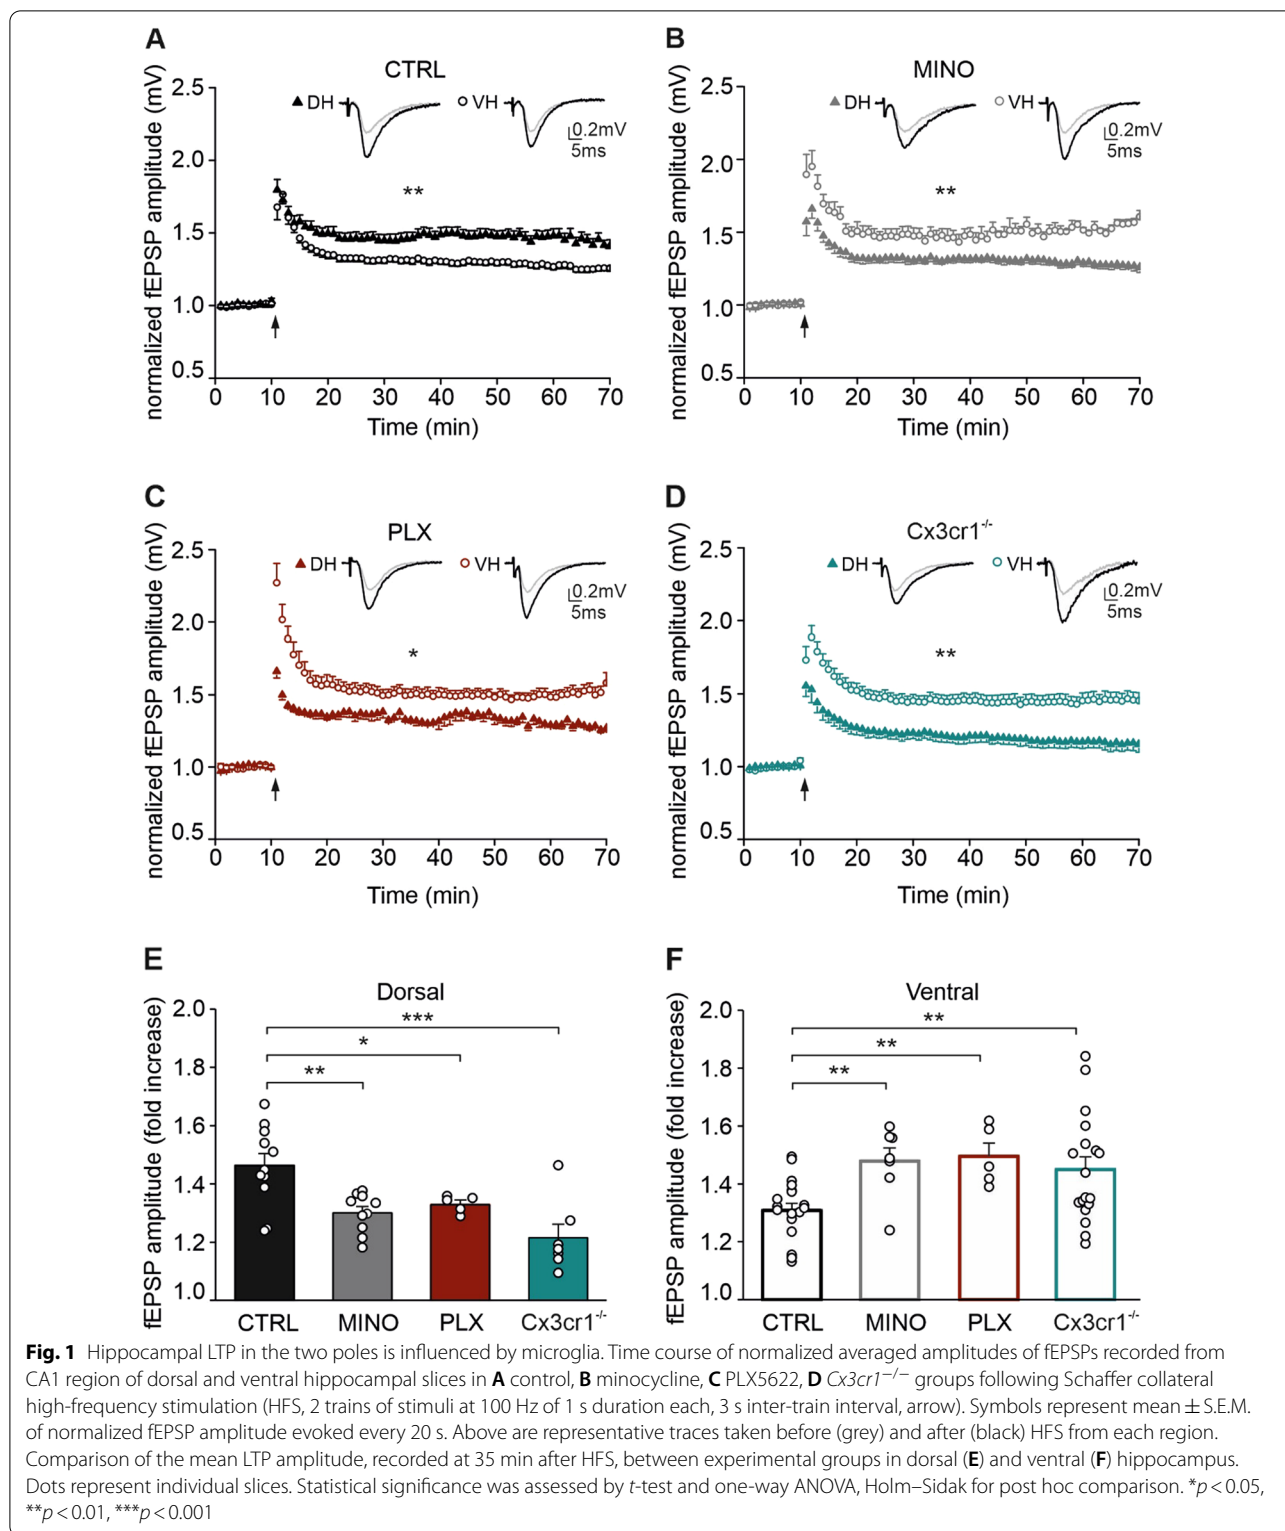 A
CTRL
normalized fEPSP amplitude (mV)
2.5
2.0
1.5
1.0
0.5
▲ DH
○ VH
0.2mV
5ms
**
0 10 20 30 40 50 60 70
Time (min)
B
MINO
normalized fEPSP amplitude (mV)
2.5
2.0
1.5
1.0
0.5
▲ DH
○ VH
0.2mV
5ms
**
0 10 20 30 40 50 60 70
Time (min)
C
PLX
normalized fEPSP amplitude (mV)
2.5
2.0
1.5
1.0
0.5
▲ DH
○ VH
0.2mV
5ms
*
0 10 20 30 40 50 60 70
Time (min)
D
Cx3cr1-/-
normalized fEPSP amplitude (mV)
2.5
2.0
1.5
1.0
0.5
▲ DH
○ VH
0.2mV
5ms
**
0 10 20 30 40 50 60 70
Time (min)
E
Dorsal
fEPSP amplitude (fold increase)
2.0
1.8
1.6
1.4
1.2
1.0
***
*
**
CTRL MINO PLX Cx3cr1-/-
F
Ventral
fEPSP amplitude (fold increase)
2.0
1.8
1.6
1.4
1.2
1.0
**
**
**
CTRL MINO PLX Cx3cr1-/-
Fig. 1 Hippocampal LTP in the two poles is influenced by microglia. Time course of normalized averaged amplitudes of fEPSPs recorded from
CA1 region of dorsal and ventral hippocampal slices in A control, B minocycline, C PLX5622, D Cx3cr1−/− groups following Schaffer collateral
high-frequency stimulation (HFS, 2 trains of stimuli at 100 Hz of 1 s duration each, 3 s inter-train interval, arrow). Symbols represent mean ± S.E.M.
of normalized fEPSP amplitude evoked every 20 s. Above are representative traces taken before (grey) and after (black) HFS from each region.
Comparison of the mean LTP amplitude, recorded at 35 min after HFS, between experimental groups in dorsal (E) and ventral (F) hippocampus.
Dots represent individual slices. Statistical significance was assessed by t-test and one-way ANOVA, Holm–Sidak for post hoc comparison. *p < 0.05,
**p < 0.01, ***p < 0.001